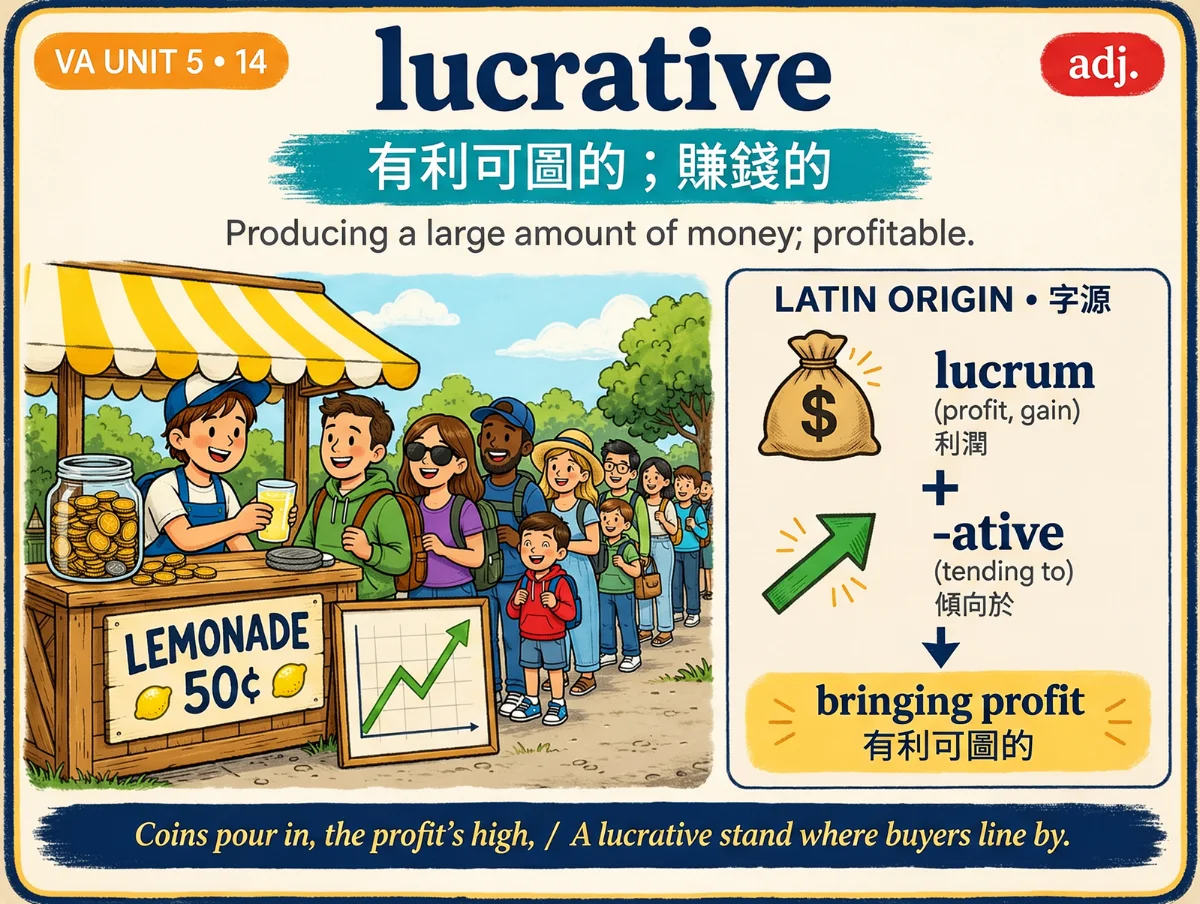 VA UNIT 5 • 14
lucrative
adj.
有利可圖的；賺錢的
Producing a large amount of money; profitable.
LEMONADE
50¢
LATIN ORIGIN • 字源
$
lucrum
(profit, gain)
利潤
+
-ative
(tending to)
傾向於
bringing profit
有利可圖的
Coins pour in, the profit's high, / A lucrative stand where buyers line by.